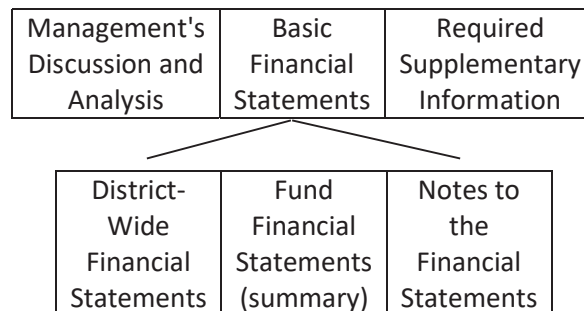 Management's
Discussion and
Analysis
Basic
Financial
Statements
Required
Supplementary
Information
District-
Wide
Financial
Statements
Fund
Financial
Statements
(summary)
Notes to
the
Financial
Statements